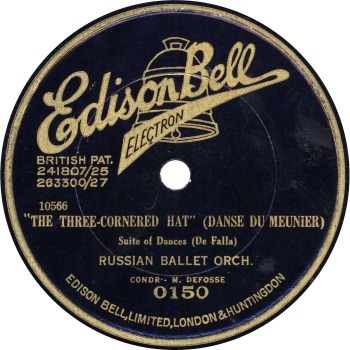 Edison Bell
ELECTRON
BRITISH PAT.
241807/25
263300/27
10566
"THE THREE-CORNERED HAT" (DANSE DU MEUNIER)
Suite of Dances (De Falla)
RUSSIAN BALLET ORCH.
CONDR- M. DEFOSSE
0150
EDISON BELL, LIMITED, LONDON & HUNTINGDON